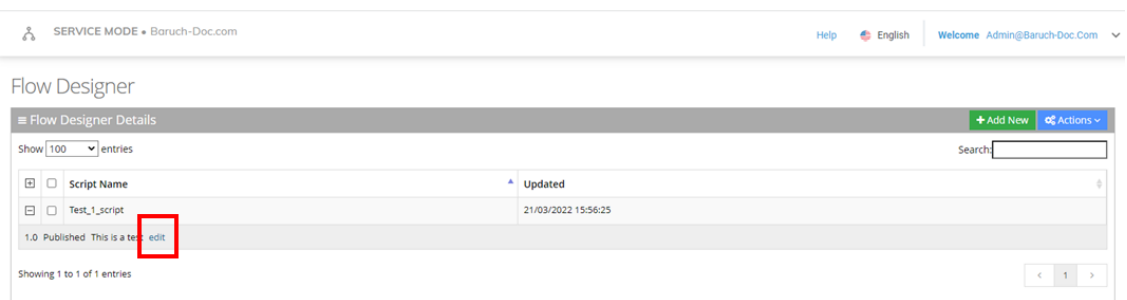 SERVICE MODE • Baruch-Doc.com
Help English Welcome Admin@Baruch-Doc.Com
Flow Designer
Flow Designer Details
Add New Actions
Show 100 entries
Search:
Script Name Updated
Test_1_script 21/03/2022 15:56:25
1.0 Published This is a test edit
Showing 1 to 1 of 1 entries
< 1 >